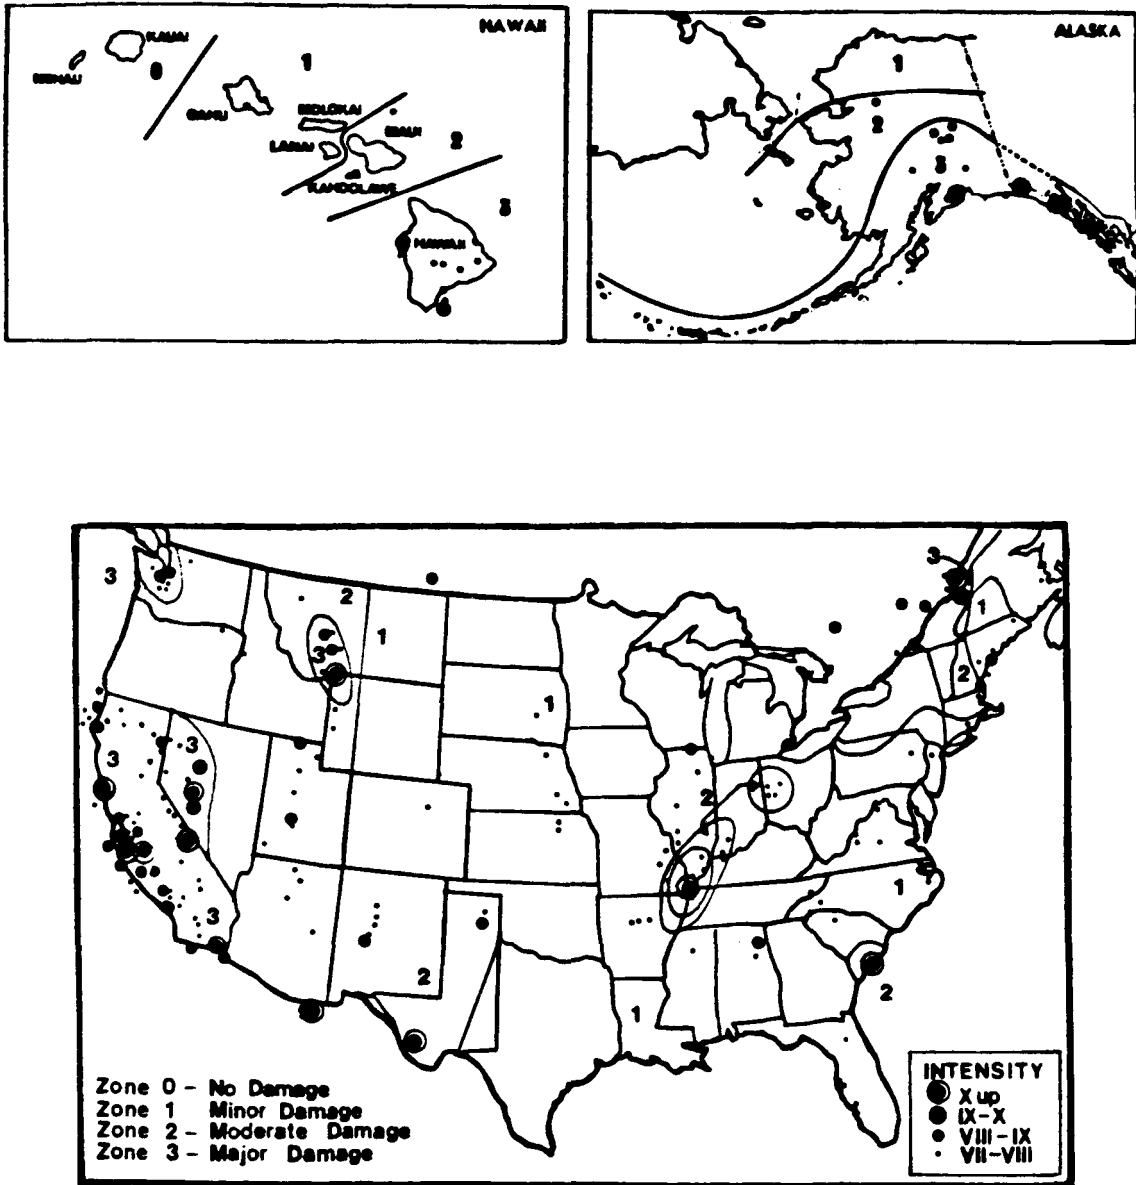 HAWAII
KAUAI
NIIHAU
0
1
OAHU
MOLOKAI
LANAI
MAUI
2
KAHOOLAWE
3
HAWAII
ALASKA
1
2
3
3
3
2
1
3
1
2
3
3
3
1
2
2
1
2
1
2
Zone 0 - No Damage
Zone 1 Minor Damage
Zone 2 - Moderate Damage
Zone 3 - Major Damage
INTENSITY
X up
IX-X
VIII-IX
VII-VIII